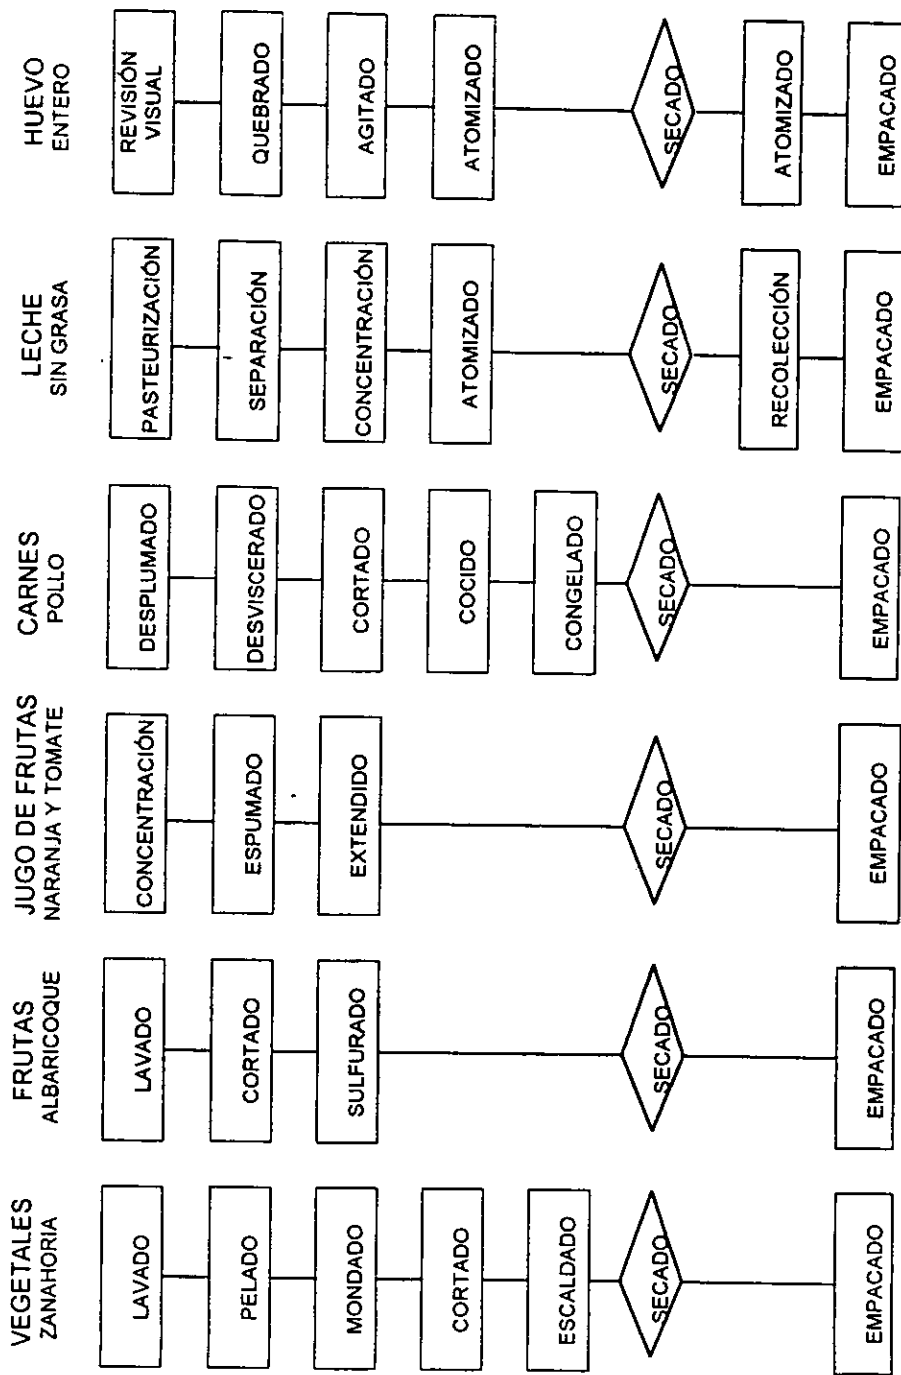 VEGETALES
ZANAHORIA
LAVADO
PELADO
MONDADO
CORTADO
ESCALDADO
SECADO
EMPACADO
FRUTAS
ALBARICOQUE
LAVADO
CORTADO
SULFURADO
SECADO
EMPACADO
JUGO DE FRUTAS
NARANJA Y TOMATE
CONCENTRACIÓN
ESPUMADO
EXTENDIDO
SECADO
EMPACADO
CARNES
POLLO
DESPLUMADO
DESVISCERADO
CORTADO
COCIDO
CONGELADO
SECADO
EMPACADO
LECHE
SIN GRASA
PASTEURIZACIÓN
SEPARACIÓN
CONCENTRACIÓN
ATOMIZADO
SECADO
RECOLECCIÓN
EMPACADO
HUEVO
ENTERO
REVISIÓN
VISUAL
QUEBRADO
AGITADO
ATOMIZADO
SECADO
ATOMIZADO
EMPACADO